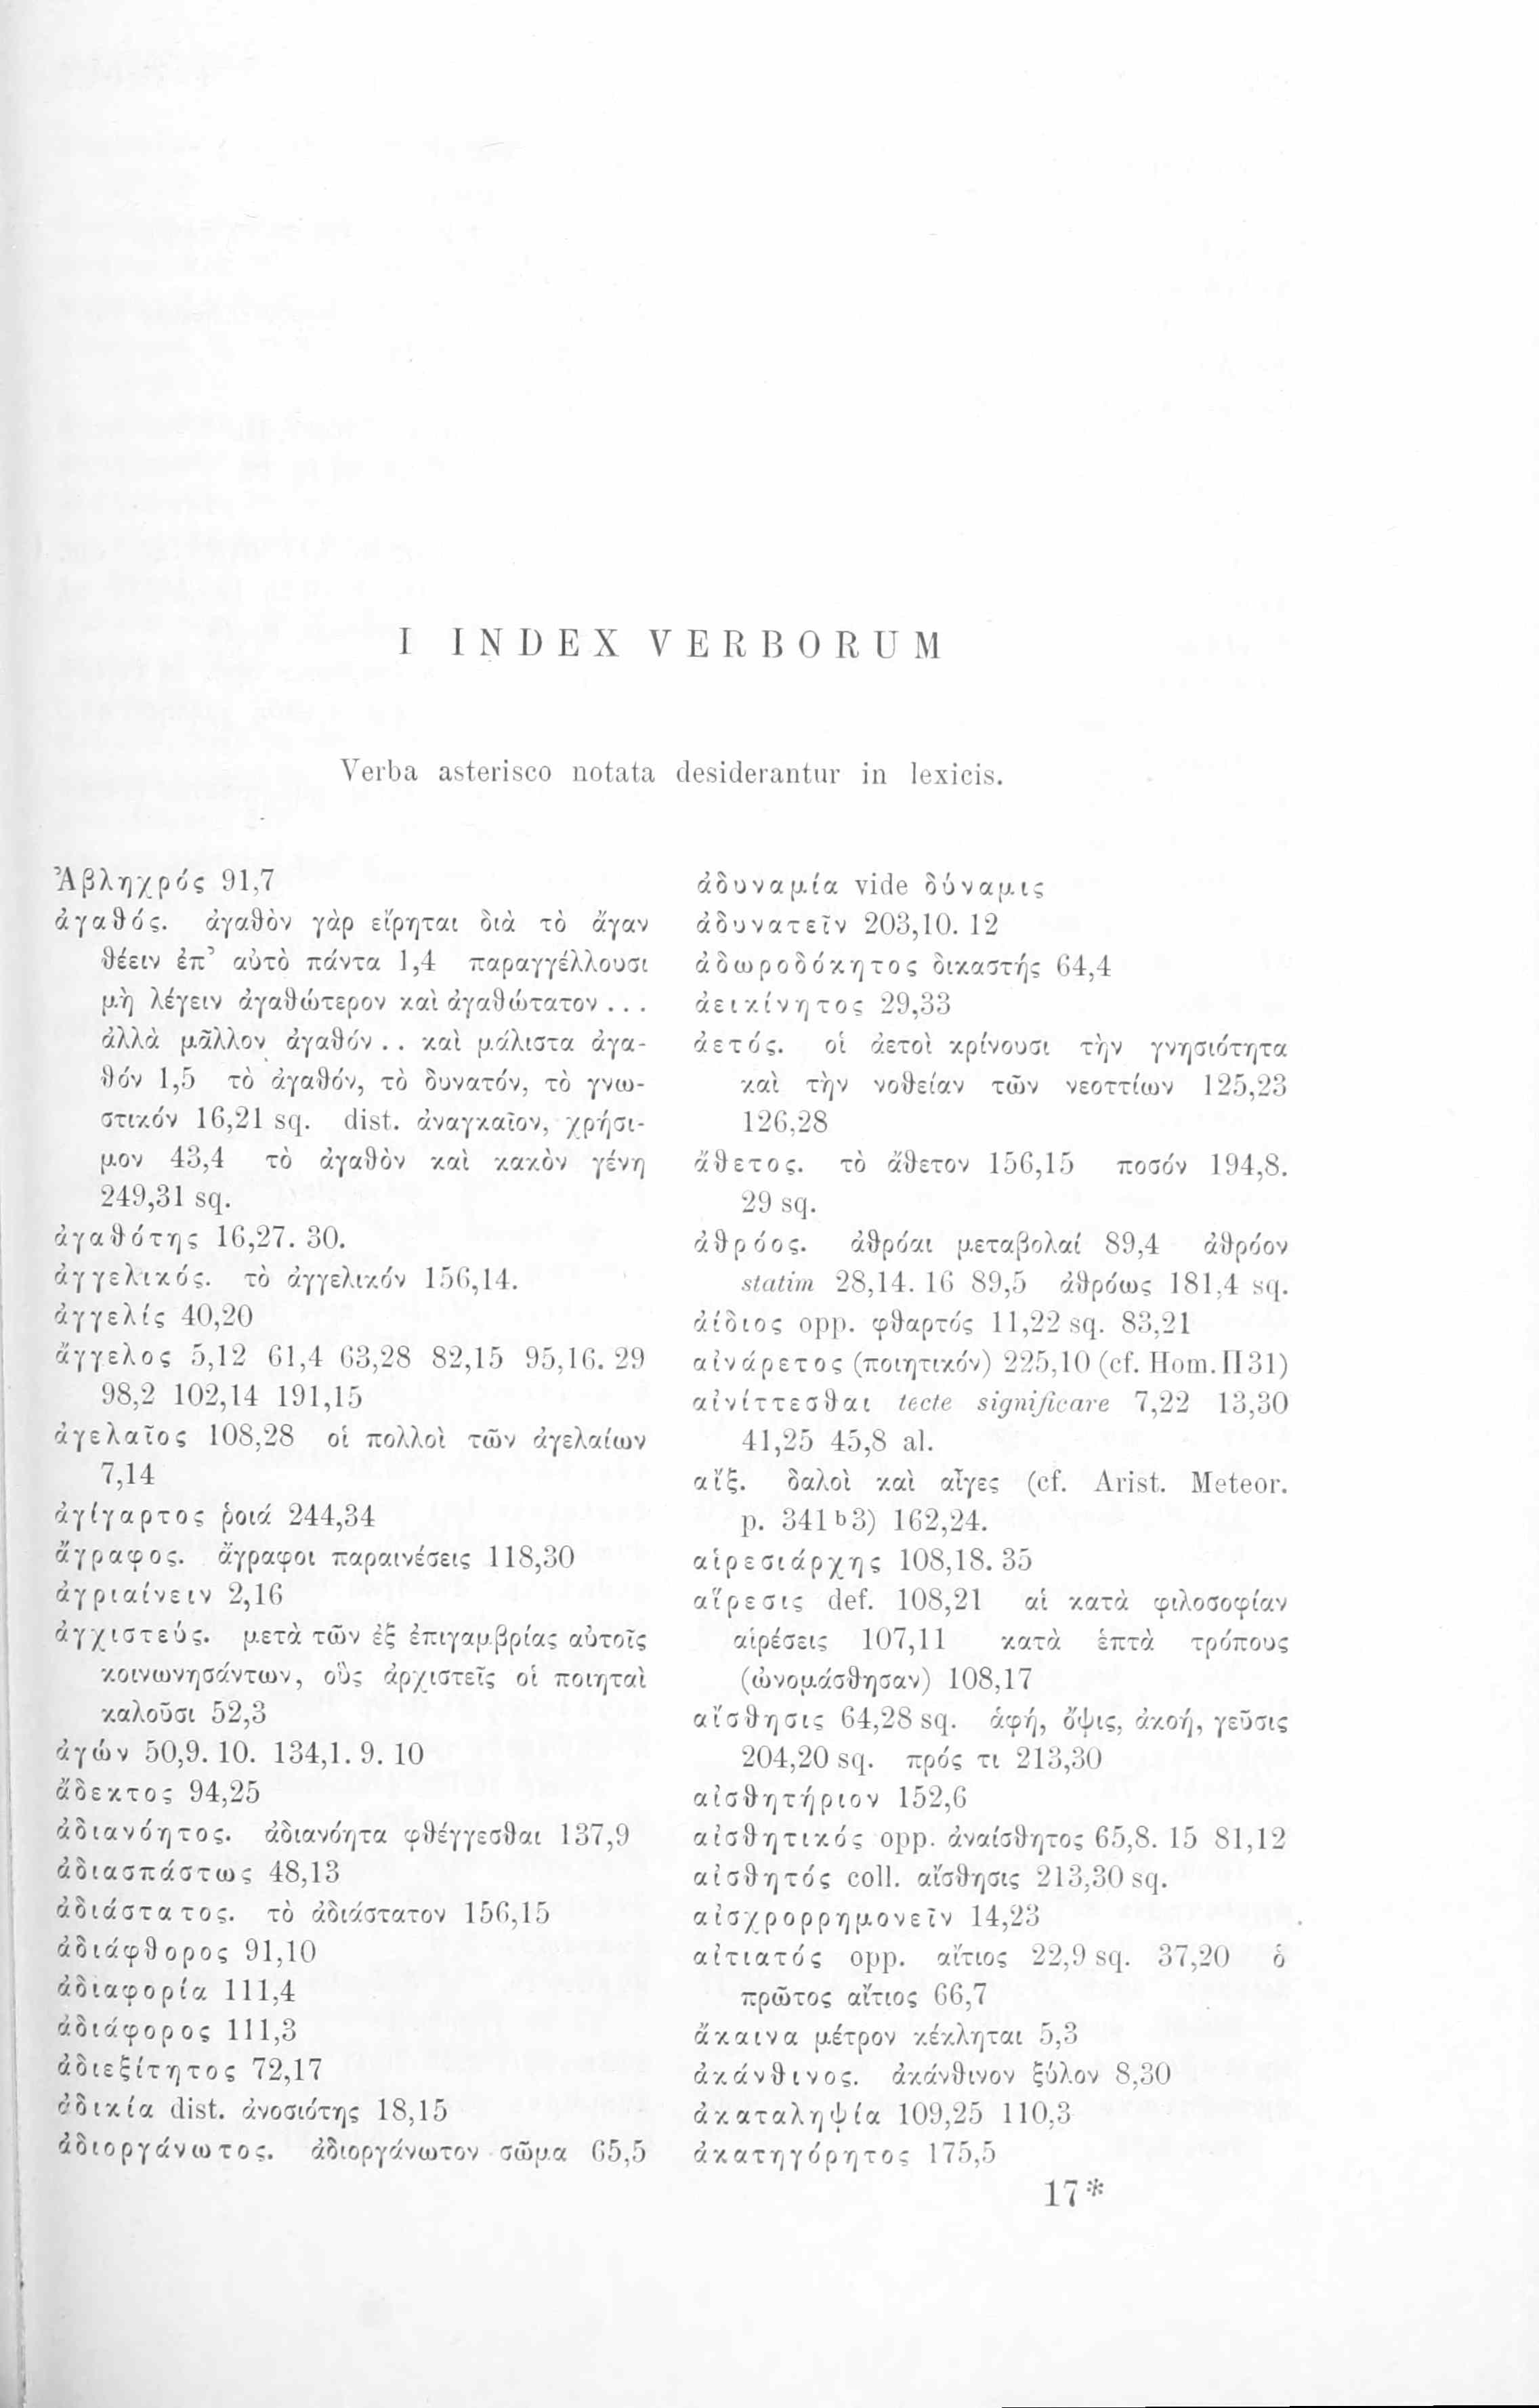 I INDEX VERBORUM
Verba asterisco notata desiderantur in lexicis.
Ἀβληχρός 91,7
ἀγαθός. ἀγαθὸν γὰρ εἴρηται διὰ τὸ ἄγαν
θέειν ἐπ’ αὐτὸ πάντα 1,4 παραγγέλλουσι
μὴ λέγειν ἀγαθώτερον καὶ ἀγαθώτατον ...
ἀλλὰ μᾶλλον ἀγαθόν .. καὶ μάλιστα ἀγα-
θόν 1,5 τὸ ἀγαθόν, τὸ δυνατόν, τὸ γνω-
στικόν 16,21 sq. dist. ἀναγκαῖον, χρήσι-
μον 43,4 τὸ ἀγαθὸν καὶ κακὸν γένη
249,31 sq.
ἀγαθότης 16,27. 30.
ἀγγελικός. τὸ ἀγγελικόν 156,14.
ἀγγελίς 40,20
ἄγγελος 5,12 61,4 63,28 82,15 95,16. 29
98,2 102,14 191,15
ἀγελαῖος 108,28 οἱ πολλοὶ τῶν ἀγελαίων
7,14
ἀγίγαρτος ῥοιά 244,34
ἄγραφος. ἄγραφοι παραινέσεις 118,30
ἀγριαίνειν 2,16
ἀγχιστεύς. μετὰ τῶν ἐξ ἐπιγαμβρίας αὐτοῖς
κοινωνησάντων, οὓς ἀρχιστεῖς οἱ ποιηταὶ
καλοῦσι 52,3
ἀγών 50,9. 10. 134,1. 9. 10
ἄδεκτος 94,25
ἀδιανόητος. ἀδιανόητα φθέγγεσθαι 137,9
ἀδιασπάστως 48,13
ἀδιάστατος. τὸ ἀδιάστατον 156,15
ἀδιάφθορος 91,10
ἀδιαφορία 111,4
ἀδιάφορος 111,3
ἀδιεξίτητος 72,17
ἀδικία dist. ἀνοσιότης 18,15
ἀδιοργάνωτος. ἀδιοργάνωτον σῶμα 65,5
ἀδυναμία vide δύναμις
ἀδυνατεῖν 203,10. 12
ἀδωροδόκητος δικαστής 64,4
ἀεικίνητος 29,33
ἀετός. οἱ ἀετοὶ κρίνουσι τὴν γνησιότητα
καὶ τὴν νοθείαν τῶν νεοττίων 125,23
126,28
ἄθετος. τὸ ἄθετον 156,15 ποσόν 194,8.
29 sq.
ἀθρόος. ἀθρόαι μεταβολαί 89,4 ἀθρόον
statim 28,14. 16 89,5 ἀθρόως 181,4 sq.
ἀίδιος opp. φθαρτός 11,22 sq. 83,21
αἰνάρετος (ποιητικόν) 225,10 (cf. Hom. Π 31)
αἰνίττεσθαι tecte significare 7,22 13,30
41,25 45,8 al.
αἴξ. δαλοὶ καὶ αἶγες (cf. Arist. Meteor.
p. 341 b 3) 162,24.
αἱρεσιάρχης 108,18. 35
αἵρεσις def. 108,21 αἱ κατὰ φιλοσοφίαν
αἱρέσεις 107,11 κατὰ ἑπτὰ τρόπους
(ὠνομάσθησαν) 108,17
αἴσθησις 64,28 sq. ἁφή, ὄψις, ἀκοή, γεῦσις
204,20 sq. πρός τι 213,30
αἰσθητήριον 152,6
αἰσθητικός opp. ἀναίσθητος 65,8. 15 81,12
αἰσθητός coll. αἴσθησις 213,30 sq.
αἰσχρορρημονεῖν 14,23
αἰτιατός opp. αἴτιος 22,9 sq. 37,20 ὁ
πρῶτος αἴτιος 66,7
ἄκαινα μέτρον κέκληται 5,3
ἀκάνθινος. ἀκάνθινον ξύλον 8,30
ἀκαταληψία 109,25 110,3
ἀκατηγόρητος 175,5
17*